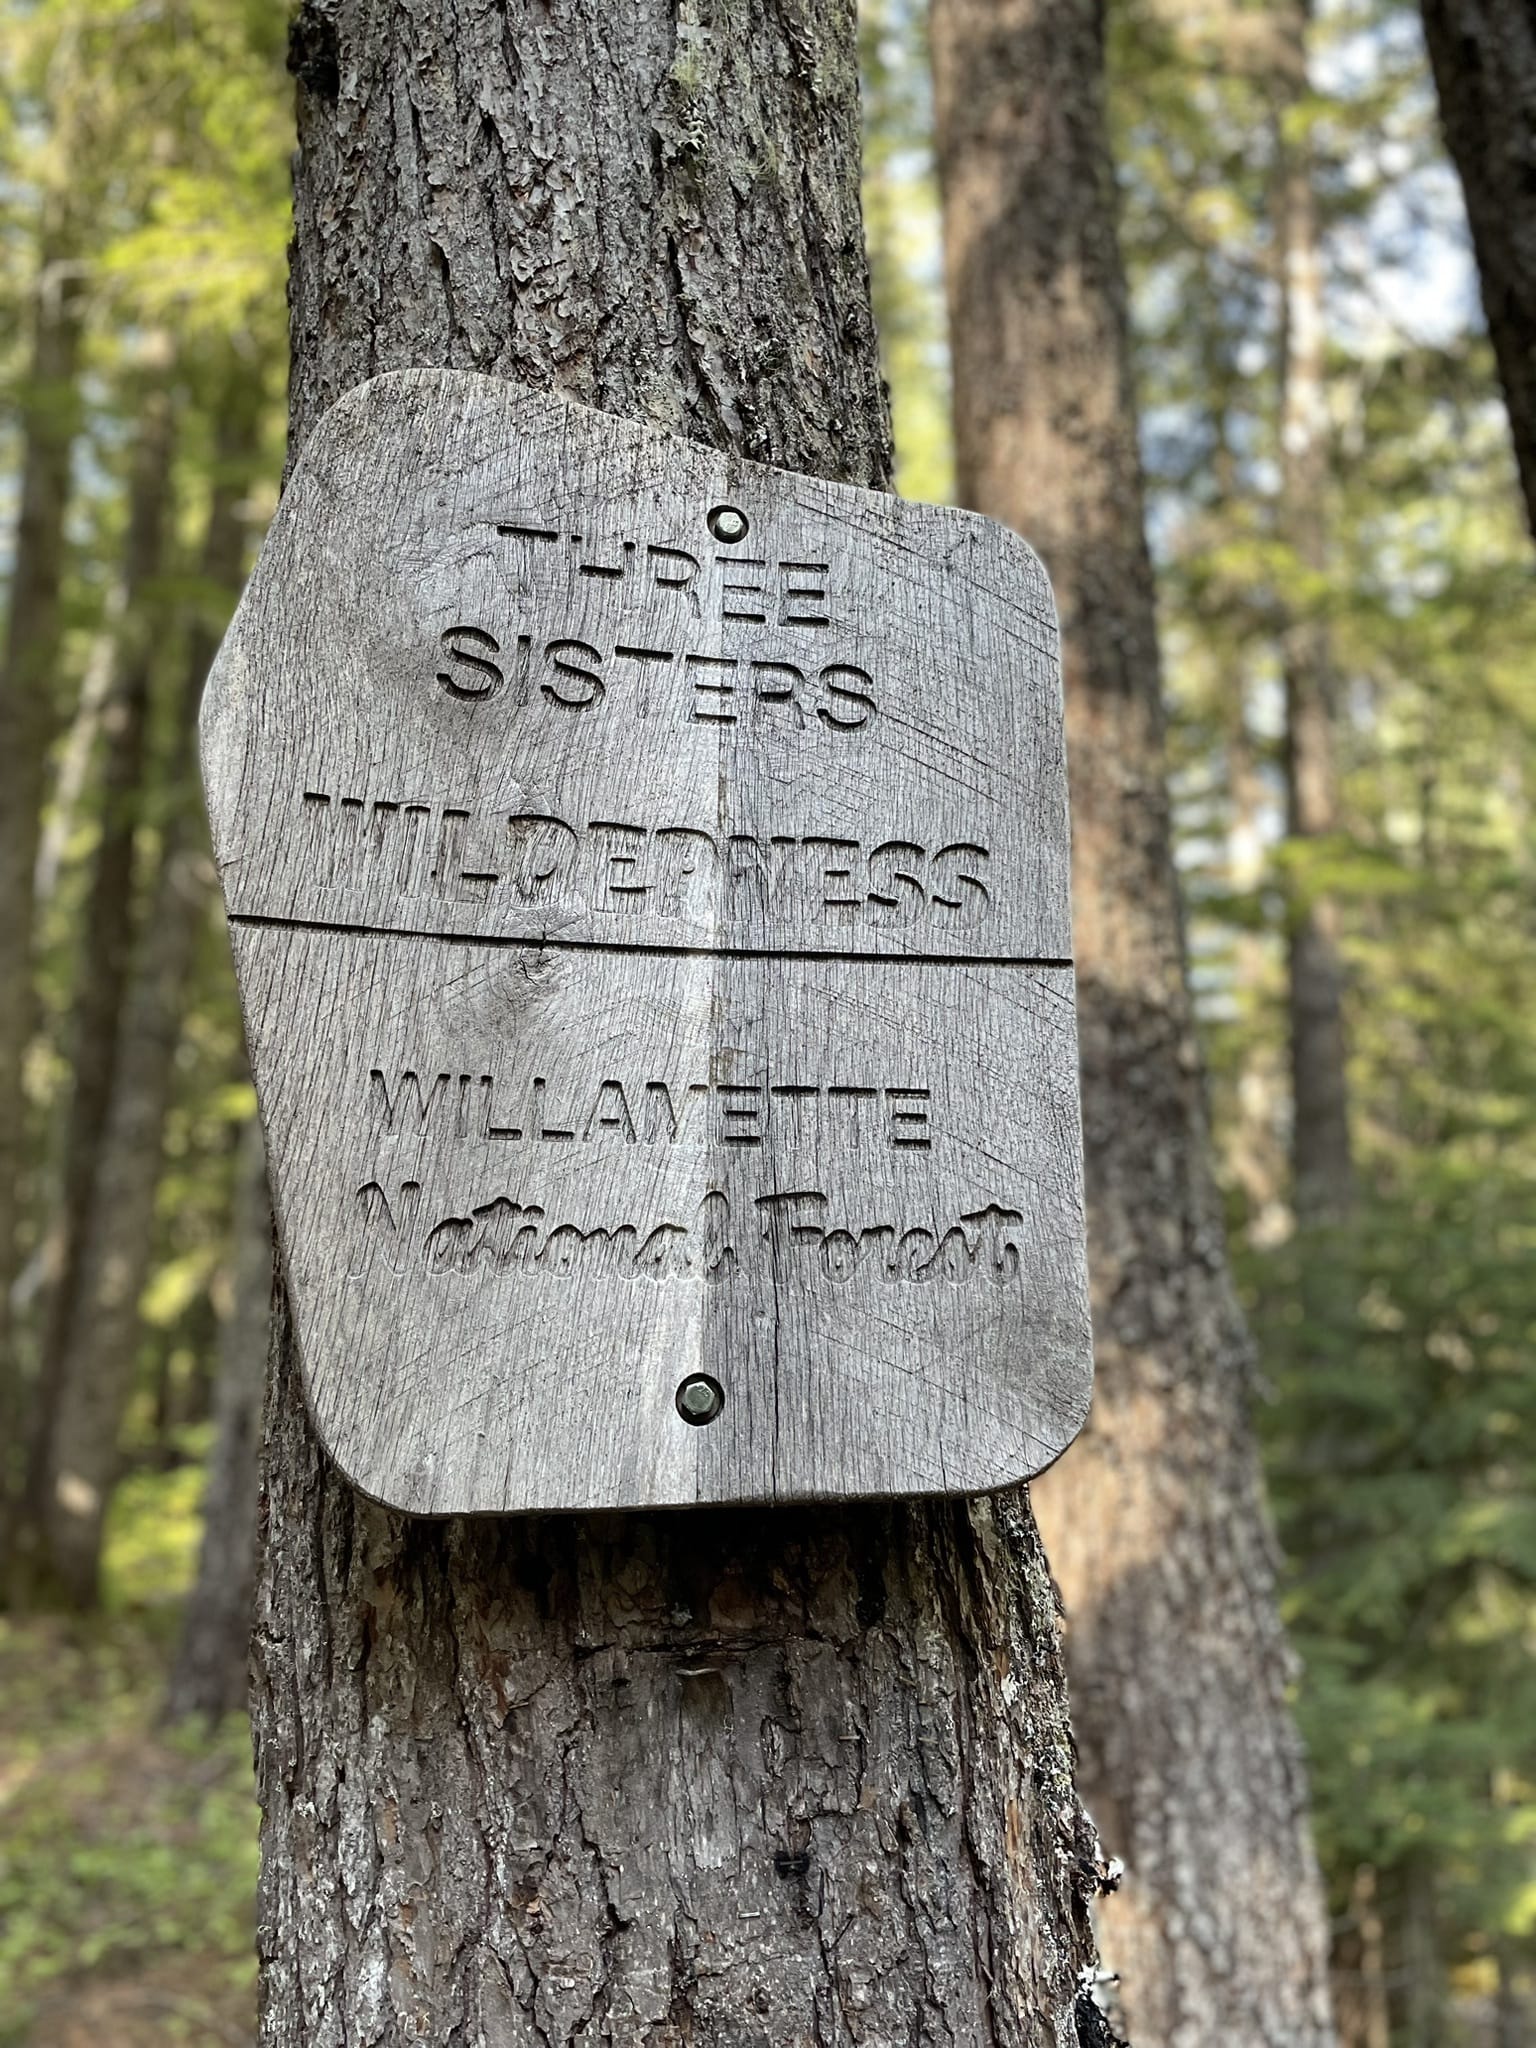 THREE
SISTERS
WILDERNESS
WILLAMETTE
National Forest